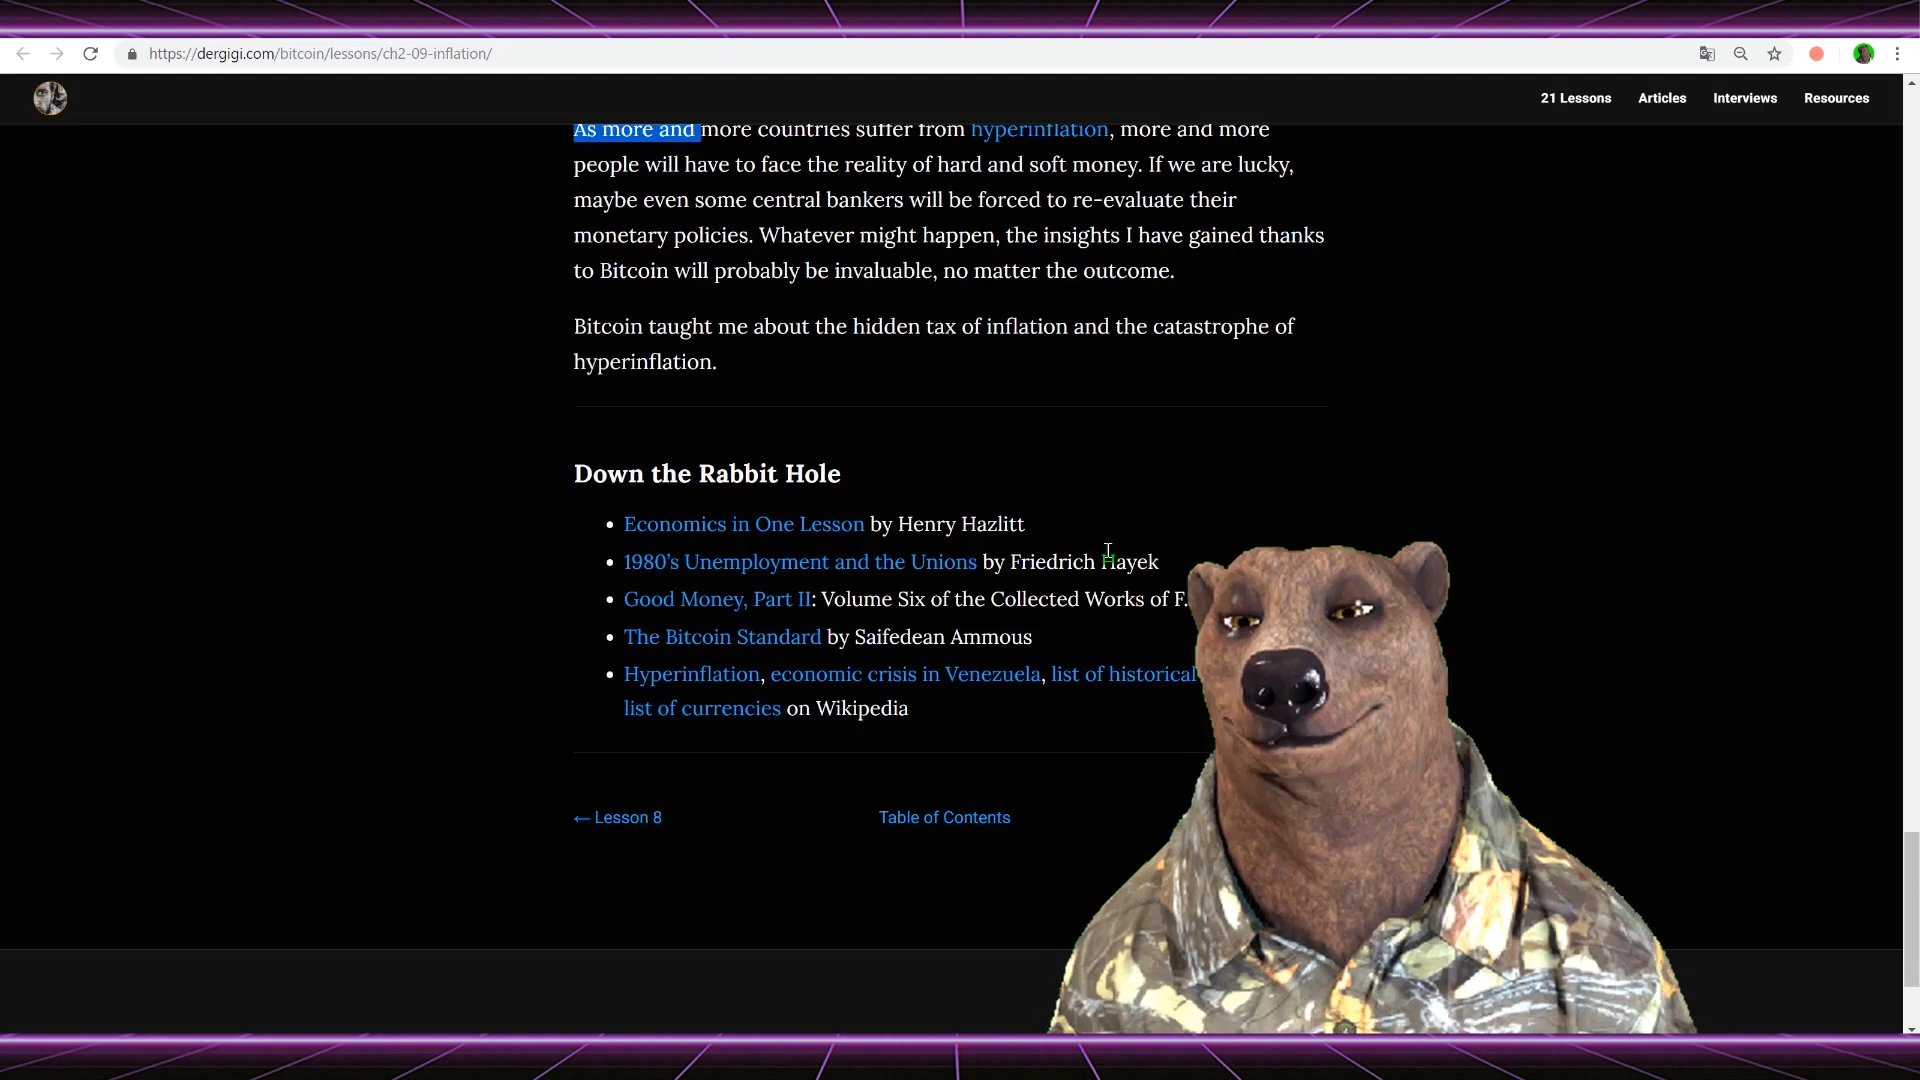 https://dergigi.com/bitcoin/lessons/ch2-09-inflation/
21 Lessons Articles Interviews Resources
As more and more countries suffer from hyperinflation, more and more
people will have to face the reality of hard and soft money. If we are lucky,
maybe even some central bankers will be forced to re-evaluate their
monetary policies. Whatever might happen, the insights I have gained thanks
to Bitcoin will probably be invaluable, no matter the outcome.
Bitcoin taught me about the hidden tax of inflation and the catastrophe of
hyperinflation.
Down the Rabbit Hole
• Economics in One Lesson by Henry Hazlitt
• 1980’s Unemployment and the Unions by Friedrich Hayek
• Good Money, Part II: Volume Six of the Collected Works of F.
• The Bitcoin Standard by Saifedean Ammous
• Hyperinflation, economic crisis in Venezuela, list of historical
list of currencies on Wikipedia
← Lesson 8 Table of Contents